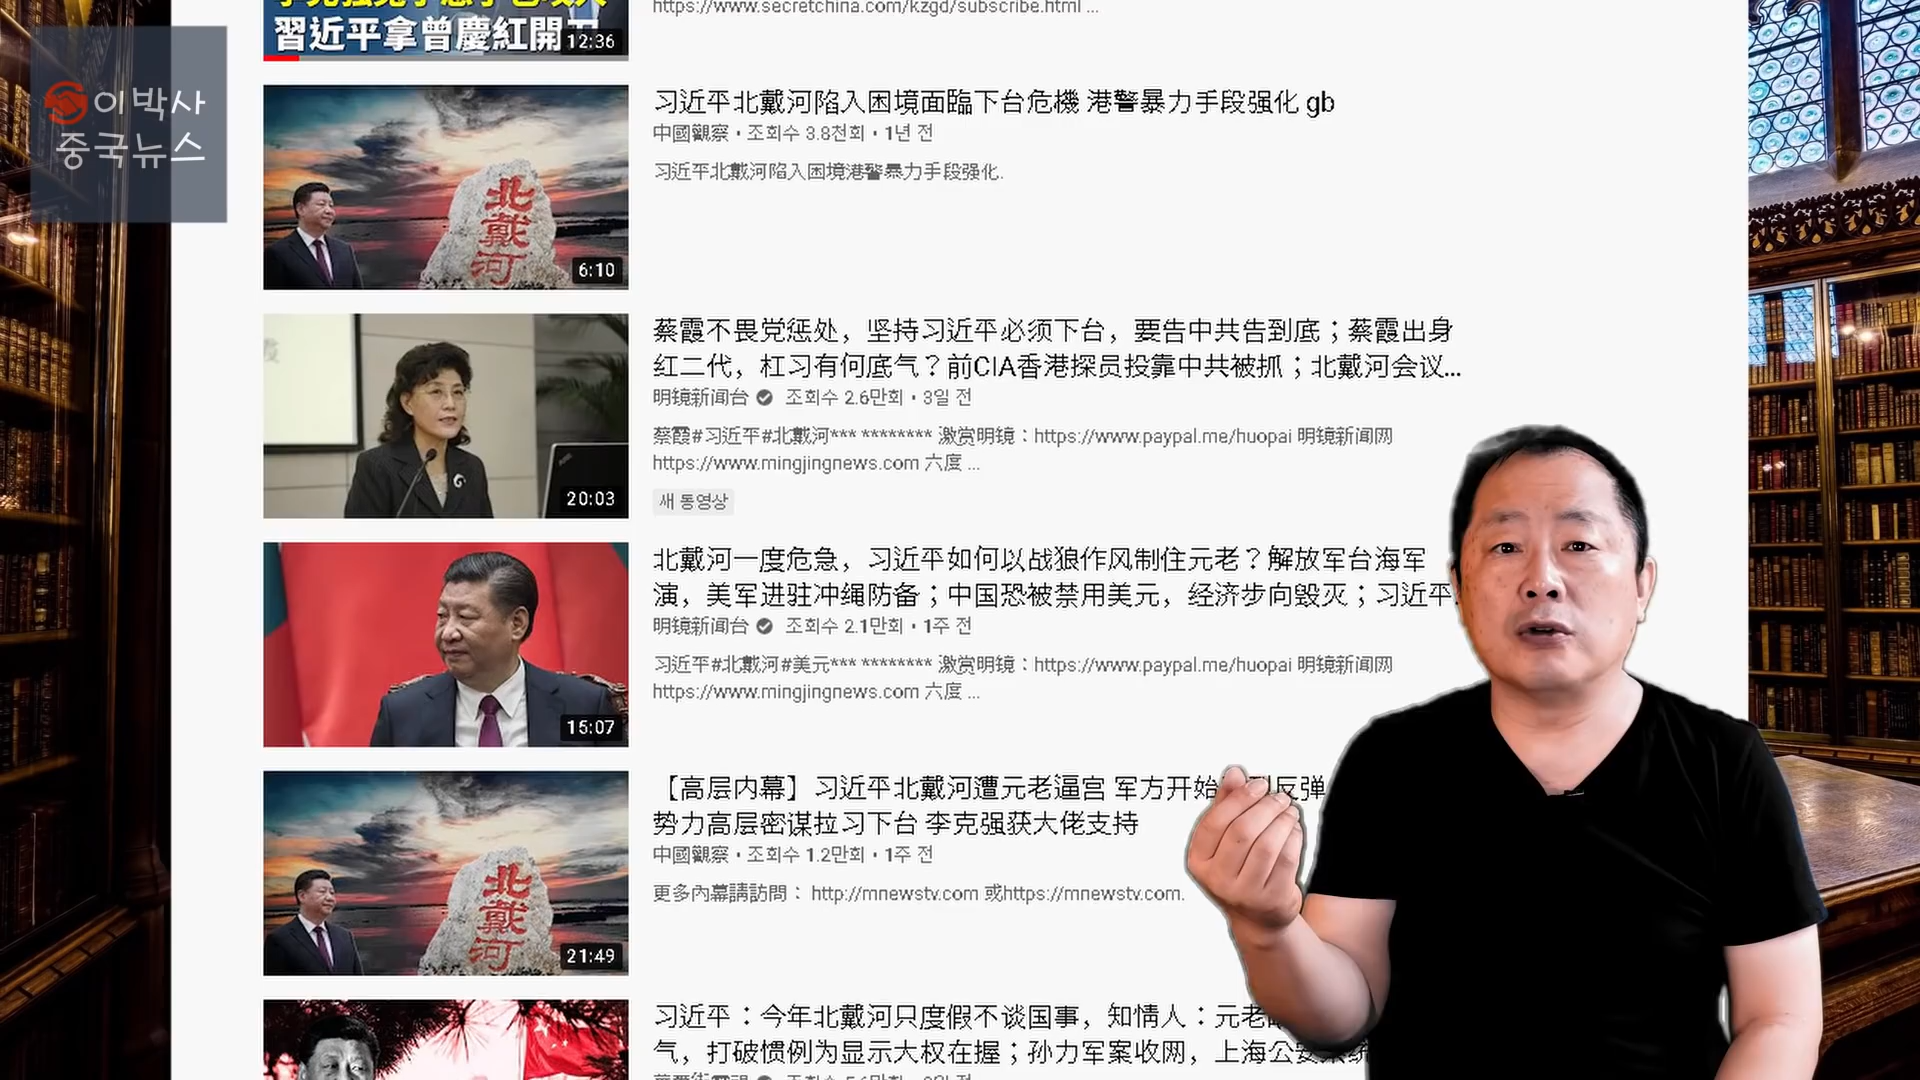 習近平拿曾慶紅開刀
12:36
https://www.secretchina.com/kzgd/subscribe.html ...
이박사
중국뉴스
北戴河
6:10
习近平北戴河陷入困境面臨下台危機 港警暴力手段强化 gb
中國觀察・조회수 3.8천회・1년 전
习近平北戴河陷入困境港警暴力手段强化.
20:03
蔡霞不畏党惩处，坚持习近平必须下台，要告中共告到底；蔡霞出身
红二代，杠习有何底气？前CIA香港探员投靠中共被抓；北戴河会议...
明镜新闻台 조회수 2.6만회・3일 전
蔡霞#习近平#北戴河*** ******** 激赏明镜：https://www.paypal.me/huopai 明镜新闻网
https://www.mingjingnews.com 六度 ...
새 동영상
15:07
北戴河一度危急，习近平如何以战狼作风制住元老？解放军台海军
演，美军进驻冲绳防备；中国恐被禁用美元，经济步向毁灭；习近平
明镜新闻台 조회수 2.1만회・1주 전
习近平#北戴河#美元*** ******** 激赏明镜：https://www.paypal.me/huopai 明镜新闻网
https://www.mingjingnews.com 六度 ...
北戴河
21:49
【高层内幕】习近平北戴河遭元老逼宫 军方开始 反弹
势力高层密谋拉习下台 李克强获大佬支持
中國觀察・조회수 1.2만회・1주 전
更多內幕請訪問： http://mnewstv.com 或https://mnewstv.com.
习近平：今年北戴河只度假不谈国事，知情人：元老
气，打破惯例为显示大权在握；孙力军案收网，上海公安系统